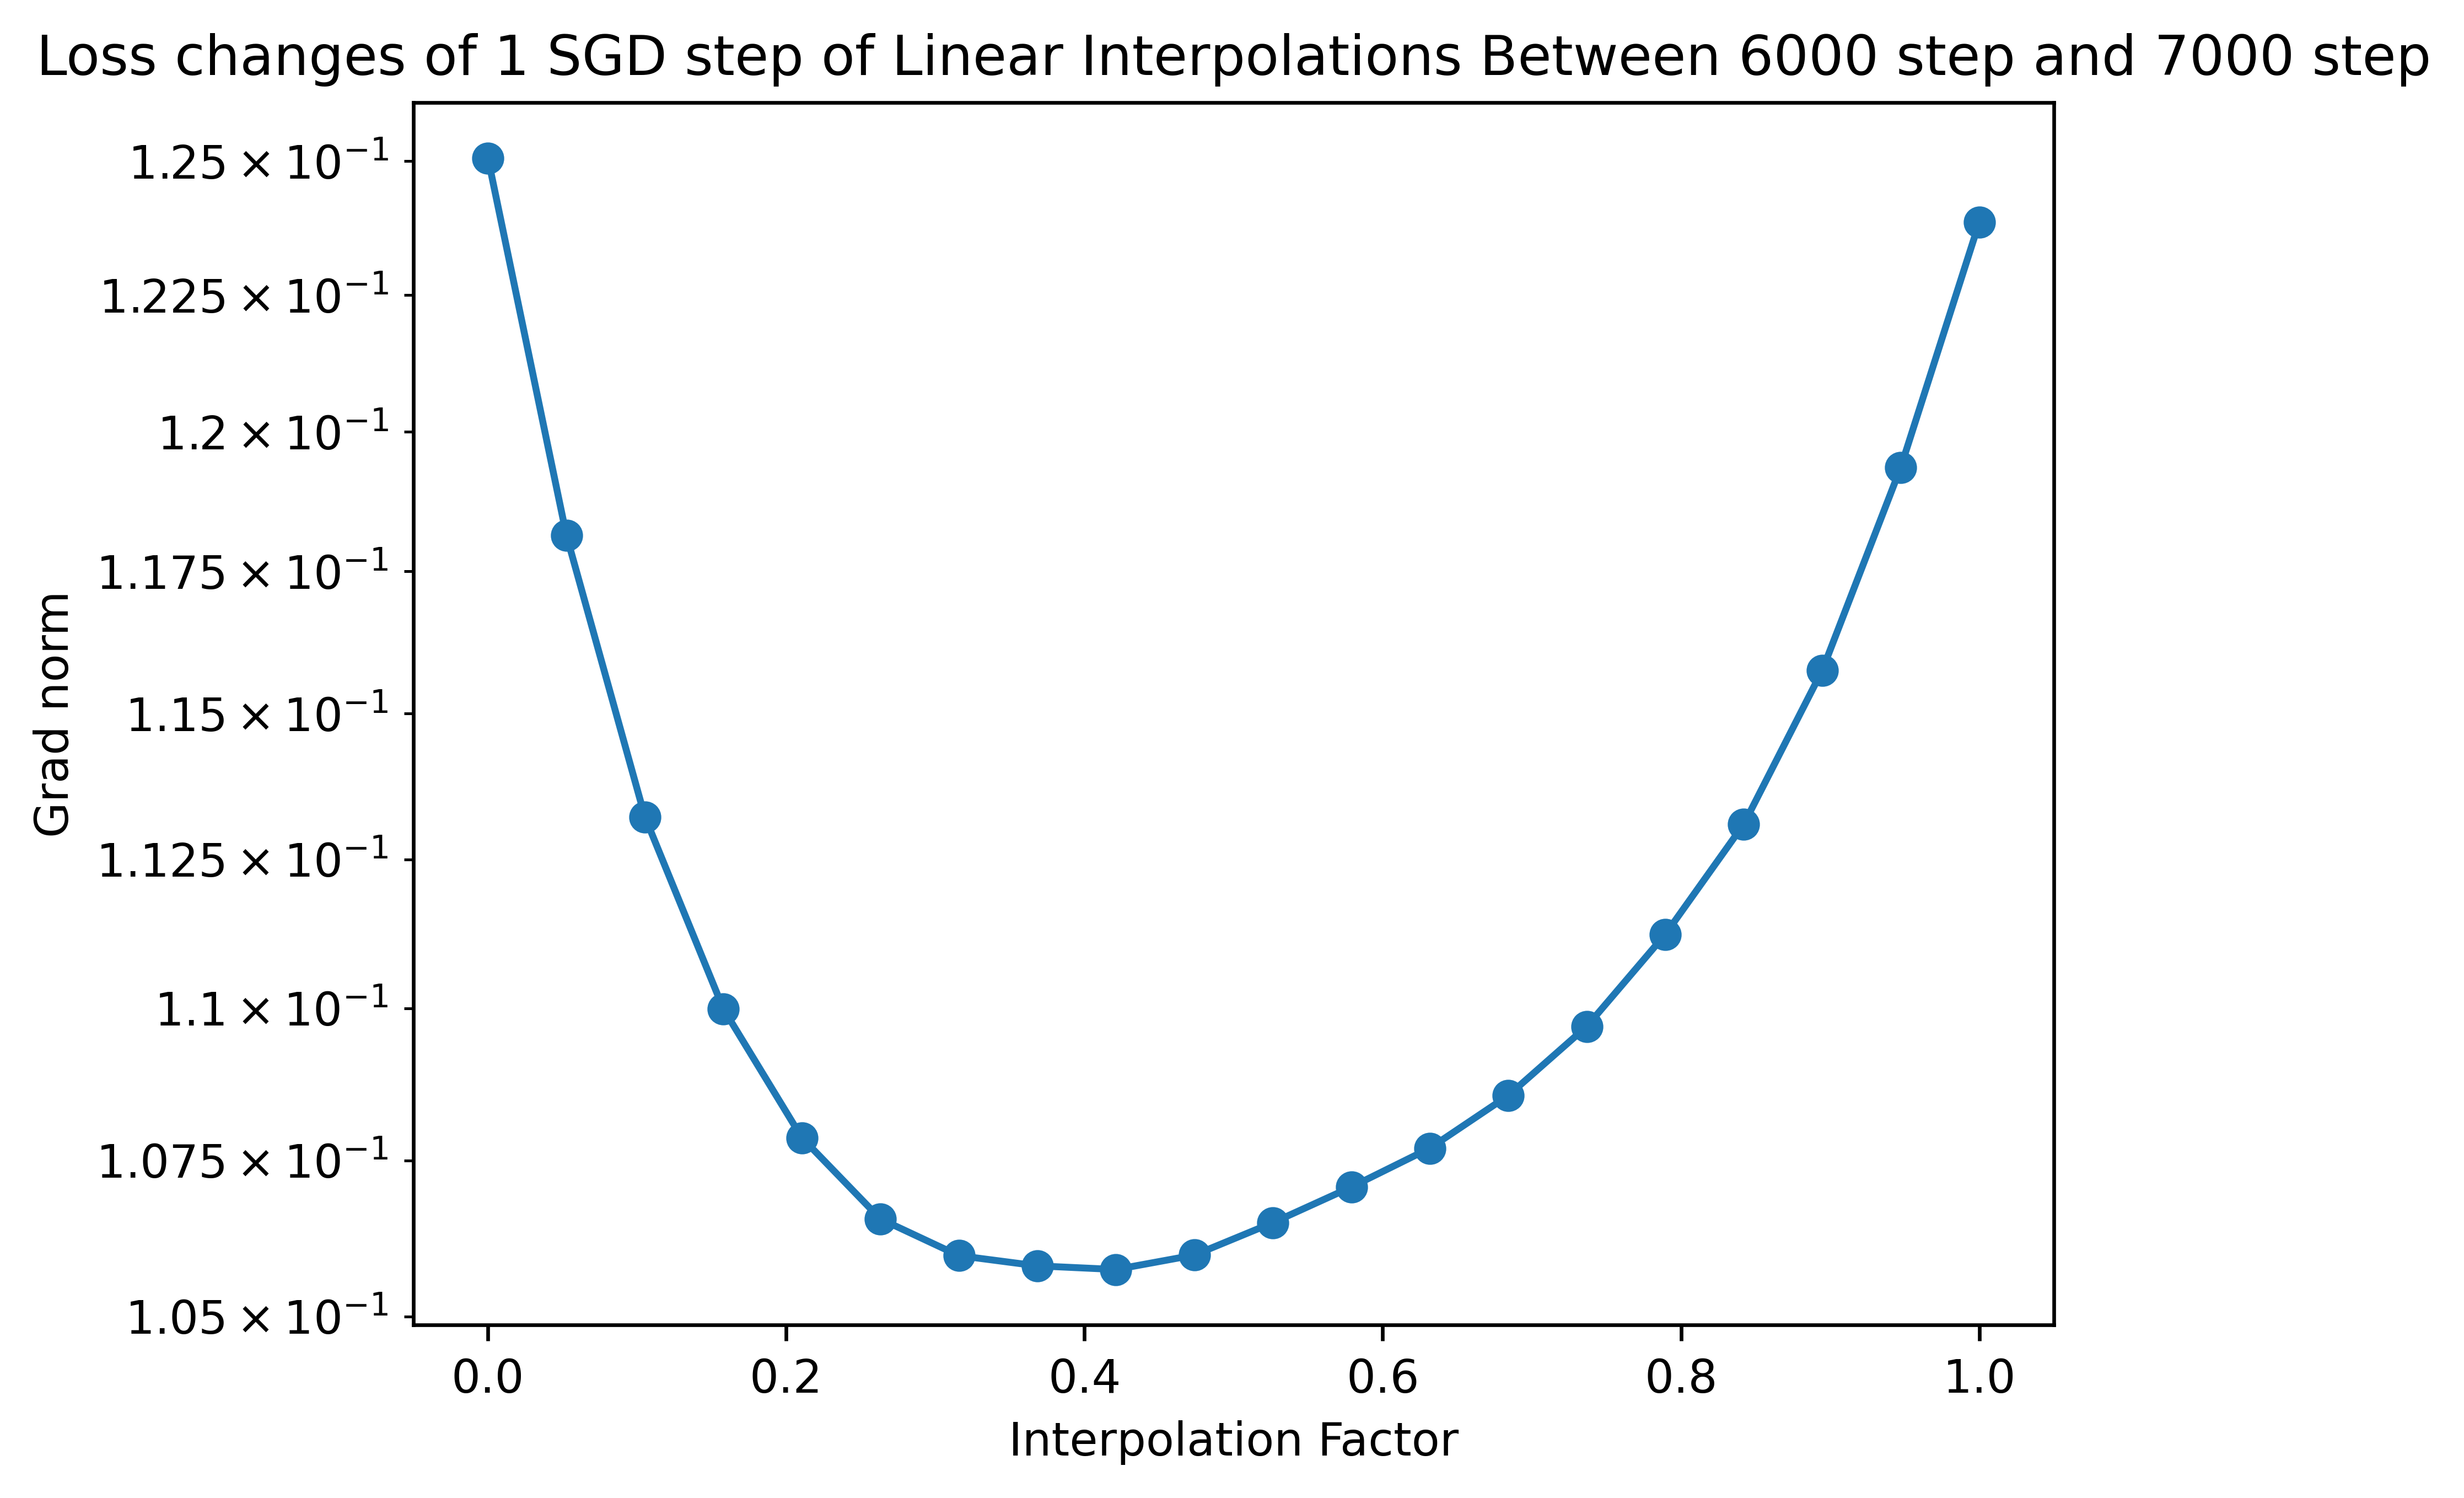 Loss changes of 1 SGD step of Linear Interpolations Between 6000 step and 7000 step
1.25 × 10⁻¹
1.225 × 10⁻¹
1.2 × 10⁻¹
1.175 × 10⁻¹
1.15 × 10⁻¹
1.125 × 10⁻¹
1.1 × 10⁻¹
1.075 × 10⁻¹
1.05 × 10⁻¹
Grad norm
0.0 0.2 0.4 0.6 0.8 1.0
Interpolation Factor